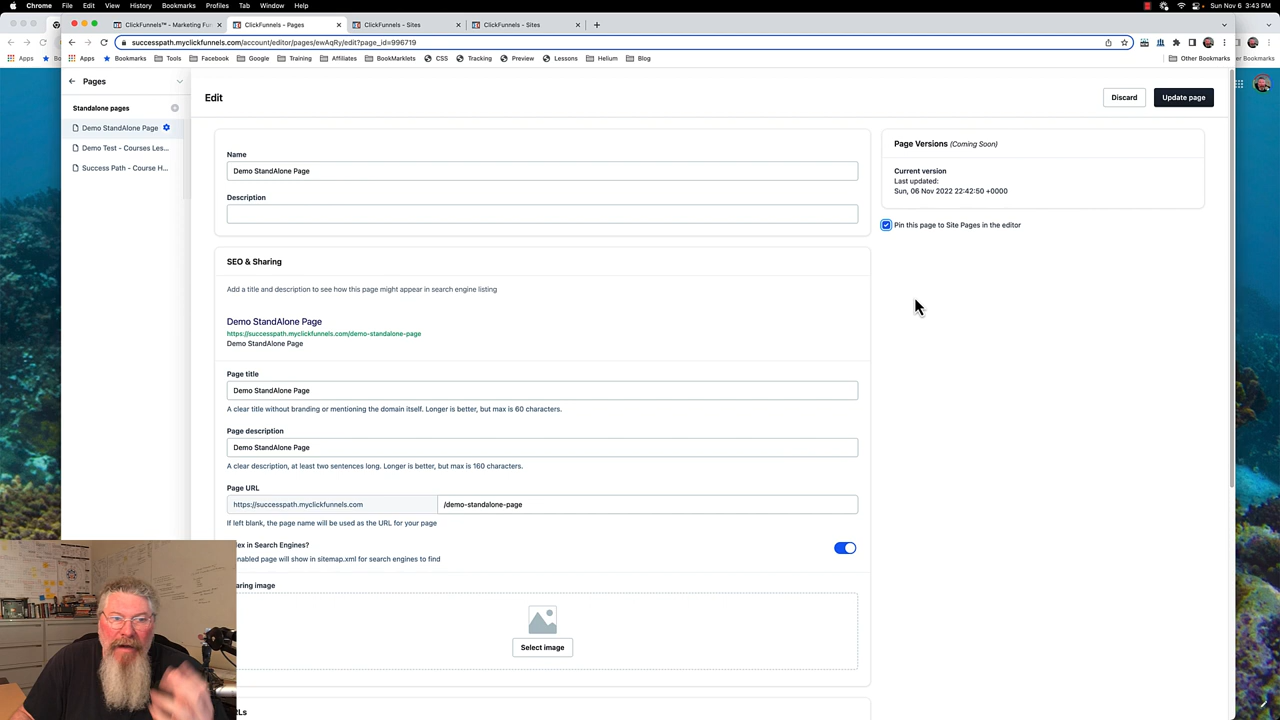 Chrome File Edit View History Bookmarks Profiles Tab Window Help
Sun Nov 6 3:43 PM
ClickFunnels™ - Marketing Fu
ClickFunnels - Pages
ClickFunnels - Sites
ClickFunnels - Sites
successpath.myclickfunnels.com/account/editor/pages/ewAqRy/edit?page_id=996719
Apps
Bo
Apps Bookmarks Tools Facebook Google Training Affiliates BookMarklets CSS Tracking Preview Lessons Helium Blog
Other Bookmarks
r Bookmarks
Pages
Standalone pages
Demo StandAlone Page
Demo Test - Courses Les...
Success Path - Course H...
Edit
Discard
Update page
Name
Demo StandAlone Page
Description
Page Versions (Coming Soon)
Current version
Last updated:
Sun, 06 Nov 2022 22:42:50 +0000
Pin this page to Site Pages in the editor
SEO & Sharing
Add a title and description to see how this page might appear in search engine listing
Demo StandAlone Page
https://successpath.myclickfunnels.com/demo-standalone-page
Demo StandAlone Page
Page title
Demo StandAlone Page
A clear title without branding or mentioning the domain itself. Longer is better, but max is 60 characters.
Page description
Demo StandAlone Page
A clear description, at least two sentences long. Longer is better, but max is 160 characters.
Page URL
https://successpath.myclickfunnels.com
/demo-standalone-page
If left blank, the page name will be used as the URL for your page
ex in Search Engines?
nabled page will show in sitemap.xml for search engines to find
aring image
Select image
RLs